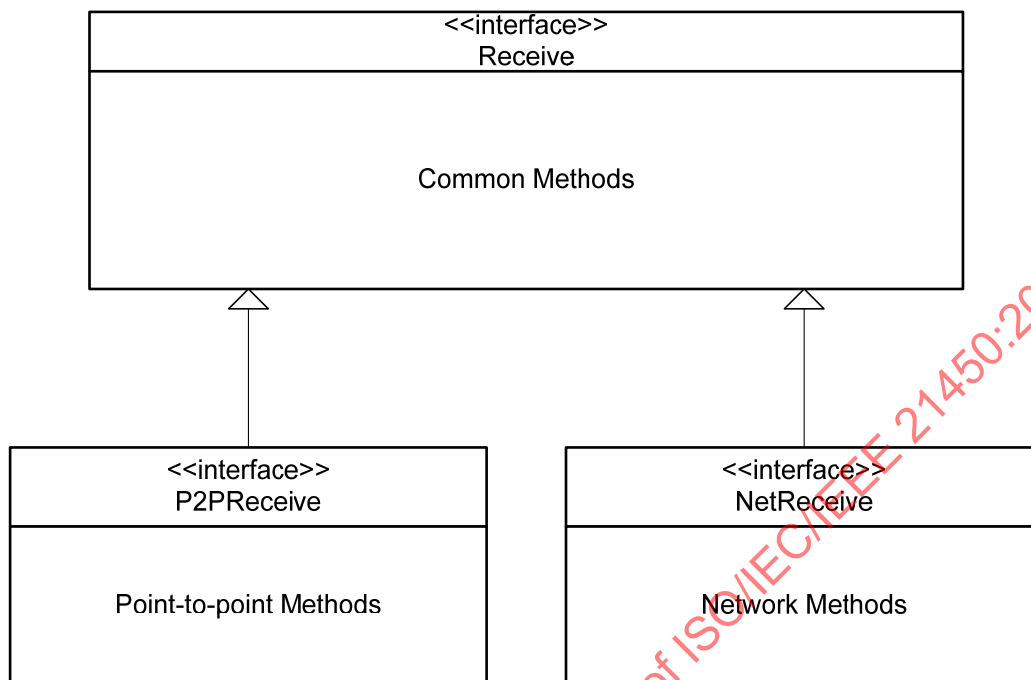 <<interface>>
Receive
Common Methods
<<interface>>
P2PReceive
Point-to-point Methods
<<interface>>
NetReceive
Network Methods
of ISO/IEC/IEEE 21450:20